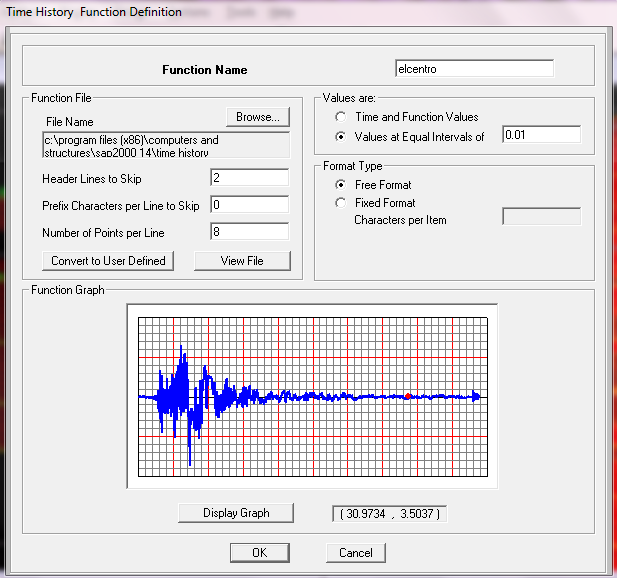 Time History Function Definition
Function Name
elcentro
Function File
File Name
Browse...
c:\program files (x86)\computers and
structures\sap2000 14\time history
Header Lines to Skip
2
Prefix Characters per Line to Skip
0
Number of Points per Line
8
Convert to User Defined
View File
Values are:
Time and Function Values
Values at Equal Intervals of
0.01
Format Type
Free Format
Fixed Format
Characters per Item
Function Graph
Display Graph
( 30.9734 , 3.5037 )
OK
Cancel